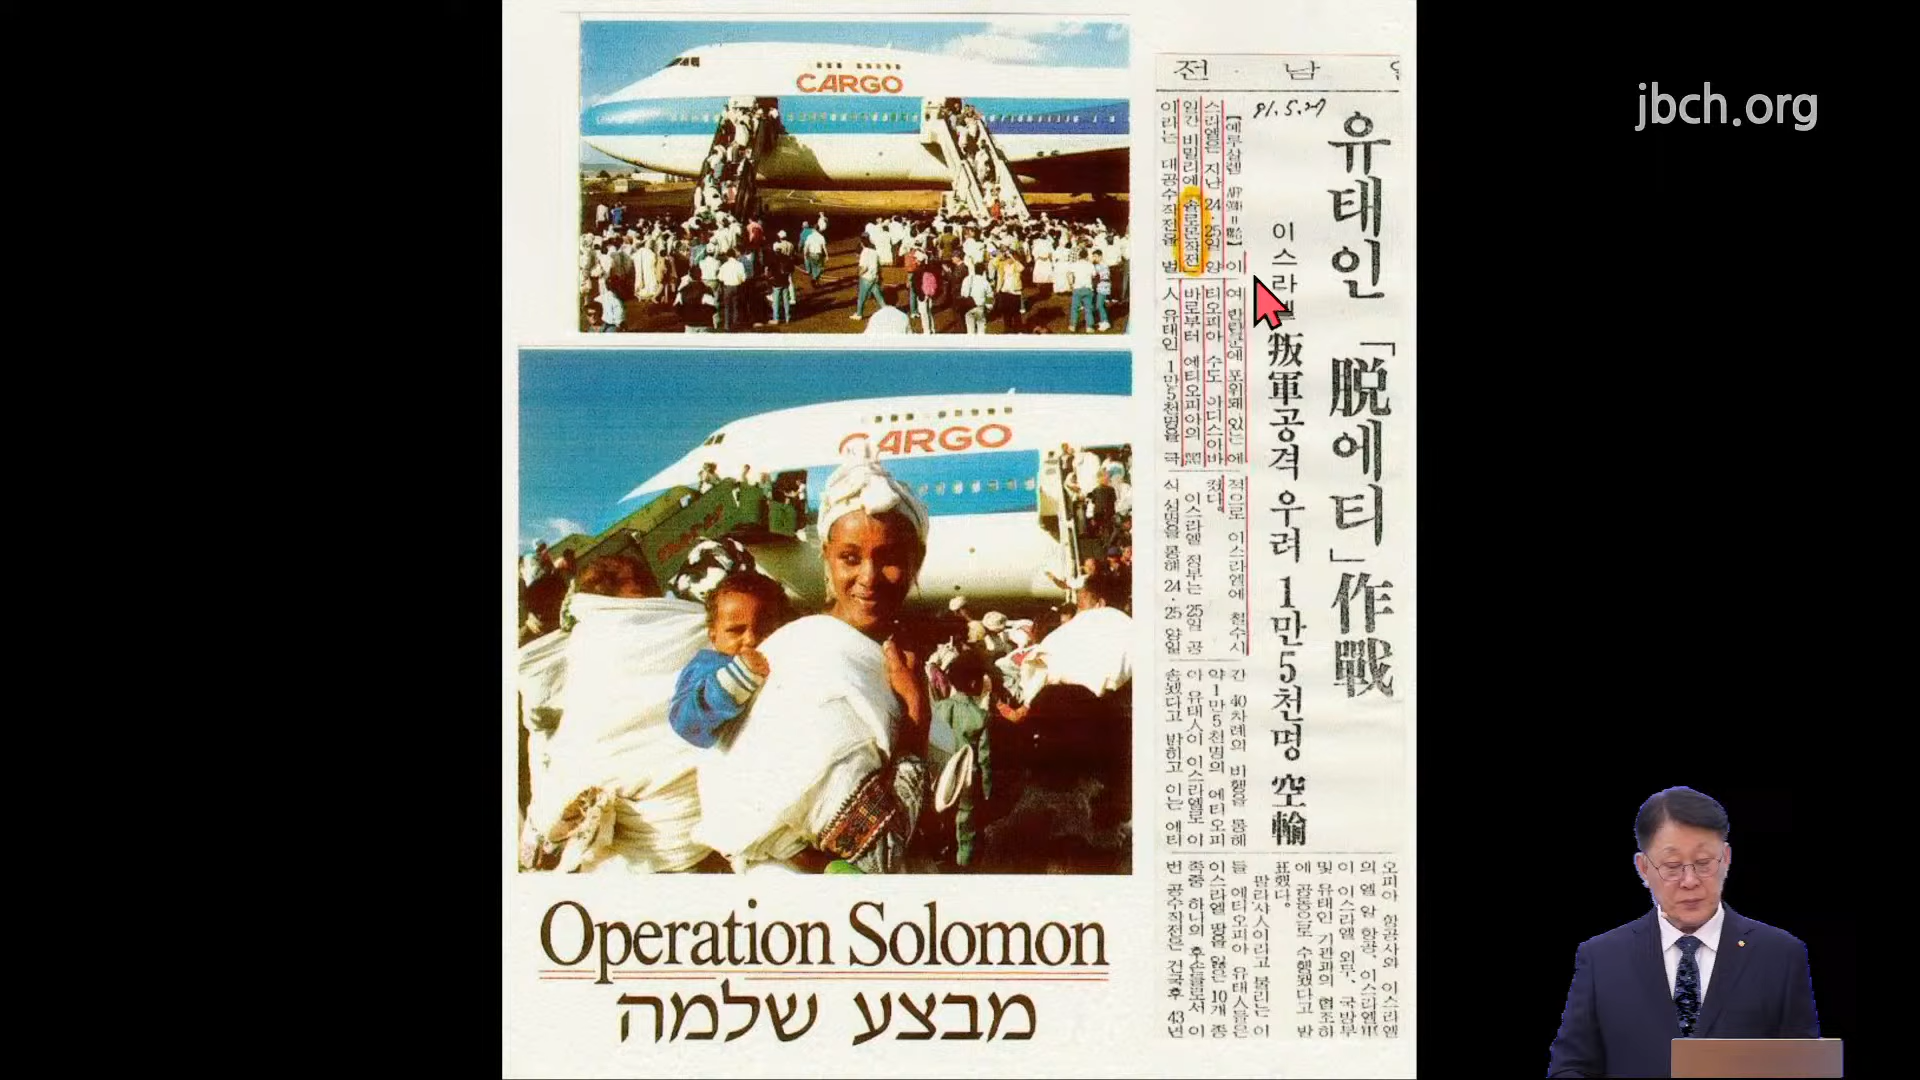 CARGO
CARGO
Operation Solomon
מבצע שלמה
전·남
91.5.27
유태인 「脫에티」作戰
이스라엘 叛軍공격 우려 1만5천명 空輸
이
스라엘은 지난 24·25일 양
일간 비밀리에 솔로몬작전
이라는 대공수작전을 벌
여 반란군에 포위돼 있는 에
티오피아 수도 아디스아바
바로부터 에티오피아의
人 유태인 1만5천명을 극
적으로 이스라엘에 철수시
켰다.
이스라엘 정부는 25일 공
식 성명을 통해 24·25 양일
간 40차례의 비행을 통해
약 1만5천명의 에티오피
아 유태人이 이스라엘로 이
송됐다고 밝히고 이는 에티
오피아 항공사와 이스라엘
의 엘 알 항공, 이스라엘軍
이 이스라엘 외무, 국방부
및 유태인 기관과의 협조하
에 공동으로 수행됐다고 발
표했다.
팔라샤人이라고 불리는 이
들 에티오피아 유태人들은
이스라엘 땅을 잃은 10개 종
족중 하나의 후손들로서 이
번 공수작전은 건국후 43년
jbch.org